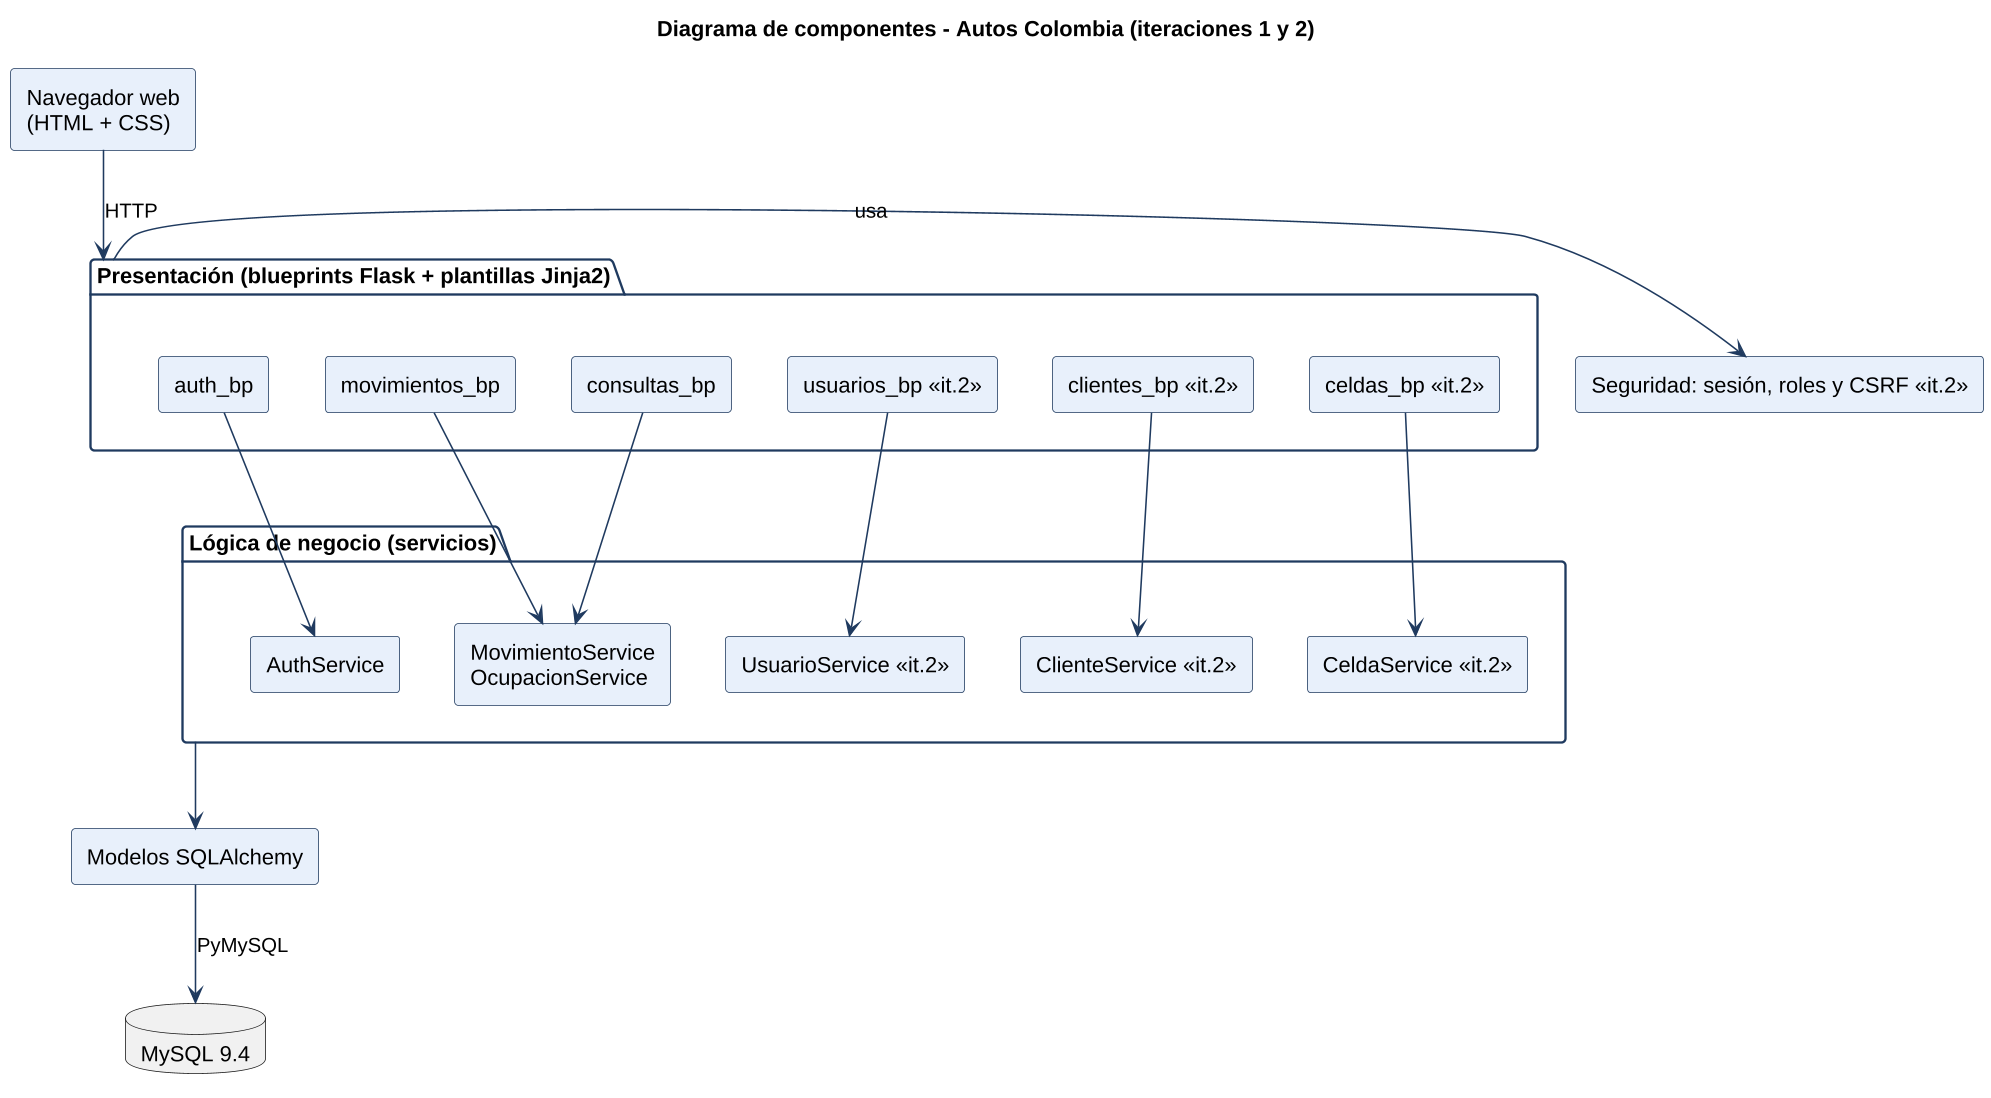 Diagrama de componentes - Autos Colombia (iteraciones 1 y 2)
Navegador web
(HTML + CSS)
HTTP
usa
Presentación (blueprints Flask + plantillas Jinja2)
auth_bp
movimientos_bp
consultas_bp
usuarios_bp «it.2»
clientes_bp «it.2»
celdas_bp «it.2»
Seguridad: sesión, roles y CSRF «it.2»
Lógica de negocio (servicios)
AuthService
MovimientoService
OcupacionService
UsuarioService «it.2»
ClienteService «it.2»
CeldaService «it.2»
Modelos SQLAlchemy
PyMySQL
MySQL 9.4